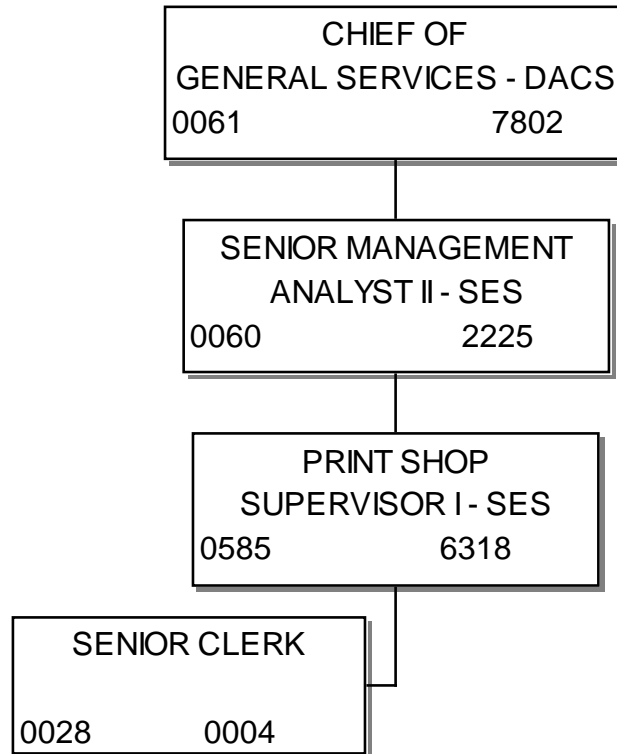 CHIEF OF
GENERAL SERVICES - DACS
0061 7802
SENIOR MANAGEMENT
ANALYST II - SES
0060 2225
PRINT SHOP
SUPERVISOR I - SES
0585 6318
SENIOR CLERK
0028 0004